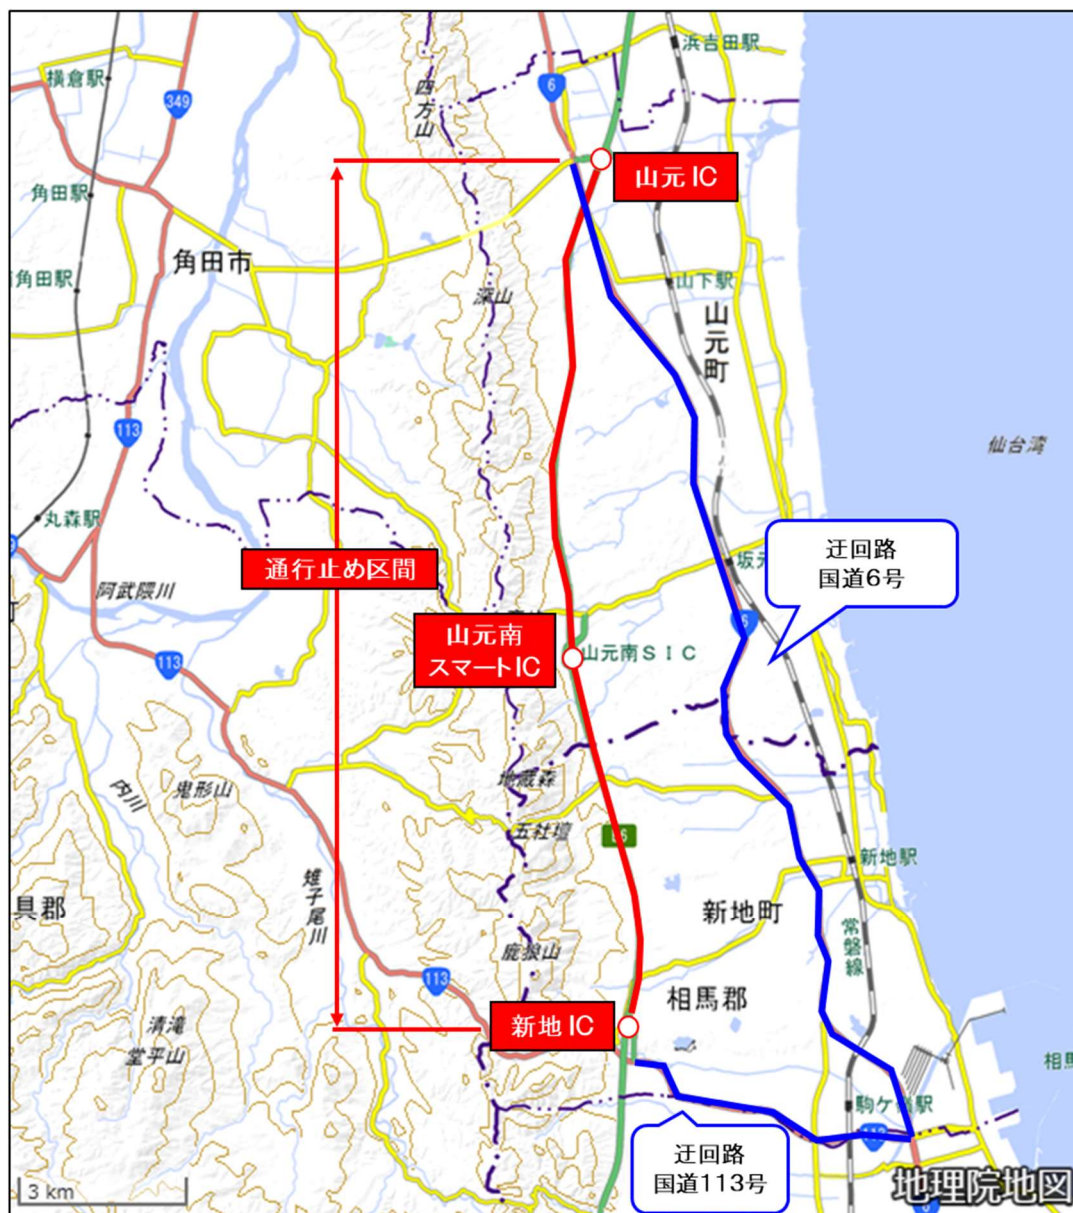 浜吉田駅
横倉駅
6
349
四方山
山元 IC
角田駅
角田市
角田駅
深山
山下駅
山元町
113
仙台湾
丸森駅
迂回路
国道6号
坂元
通行止め区間
阿武隈川
山元南
スマートIC
山元南SIC
6
113
地蔵森
鬼形山
内川
五社壇
新地駅
雉子尾川
具郡
新地町
常磐線
鹿狼山
113
相馬郡
新地 IC
清滝
堂平山
相馬
駒ケ嶺駅
迂回路
国道113号
3 km
地理院地図